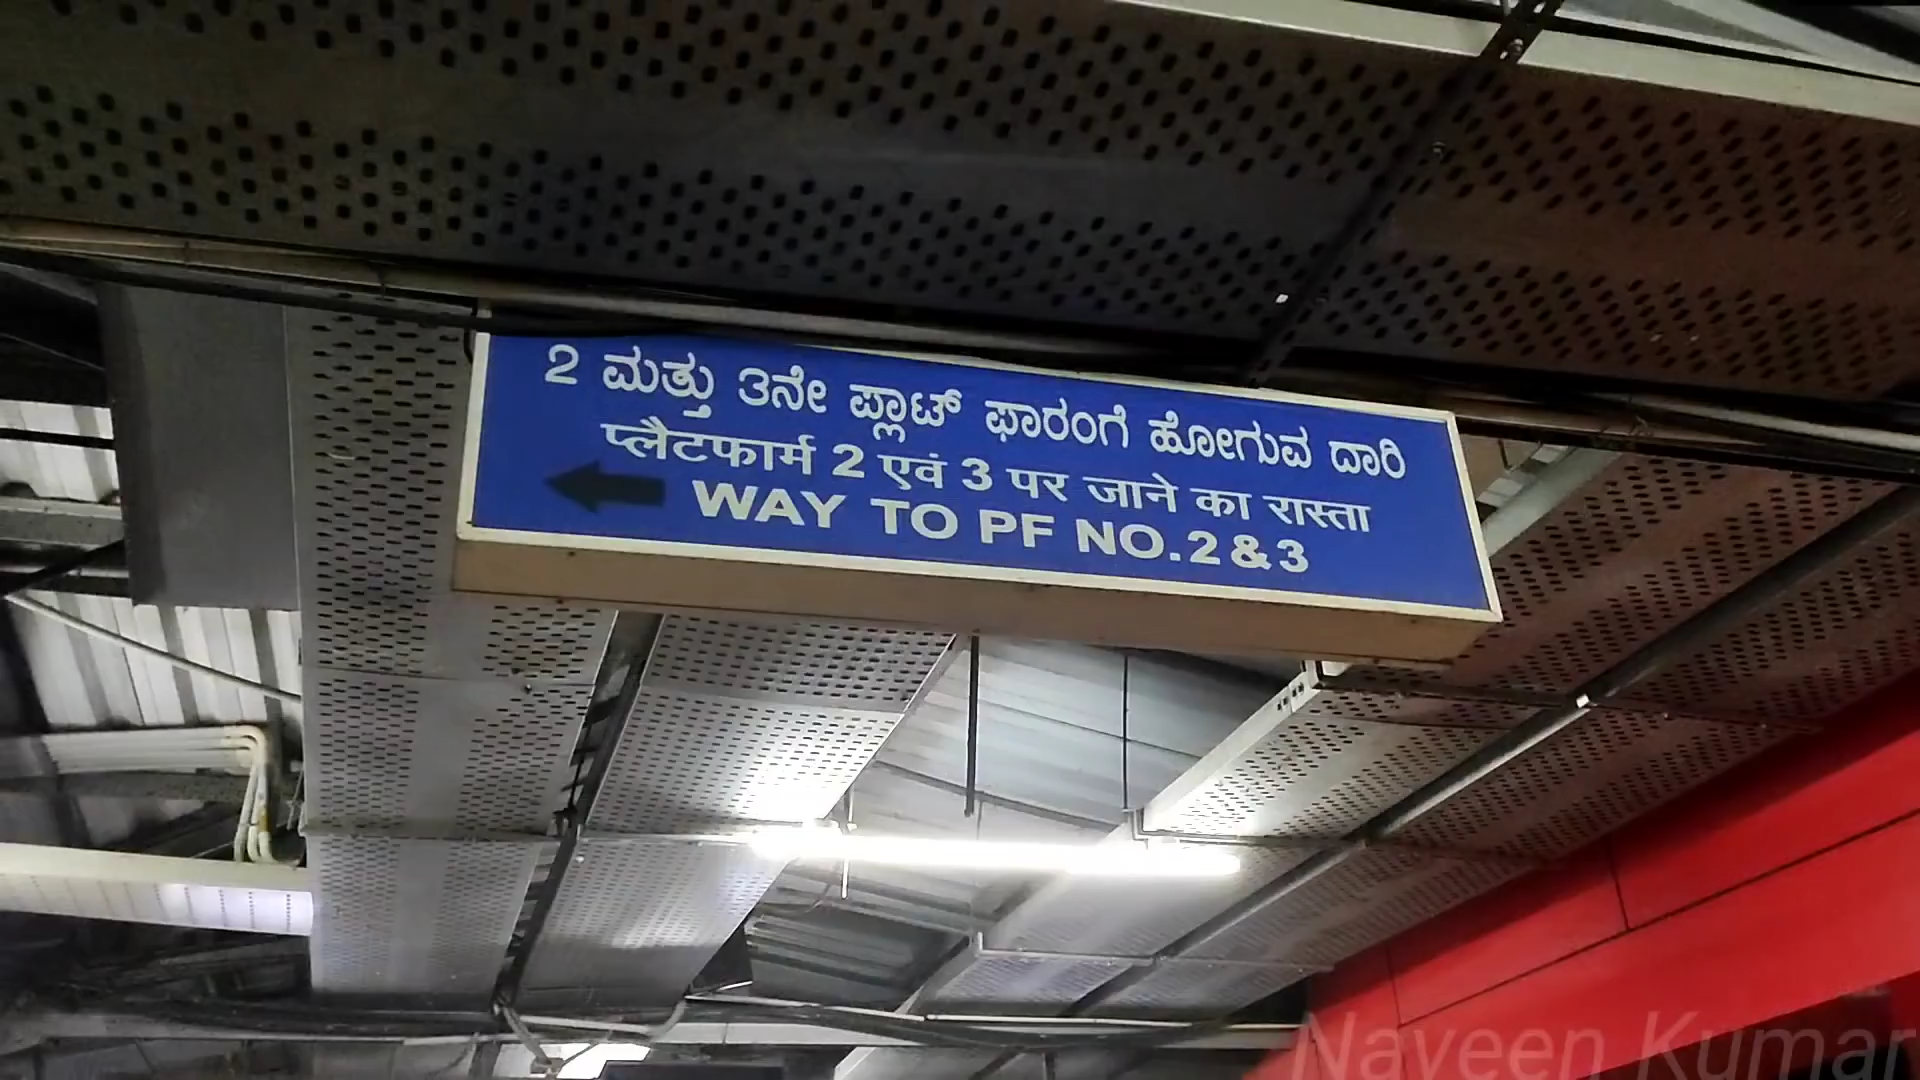 2 ಮತ್ತು 3ನೇ ಪ್ಲಾಟ್ ಫಾರಂಗೆ ಹೋಗುವ ದಾರಿ
प्लैटफार्म 2 एवं 3 पर जाने का रास्ता
WAY TO PF NO.2&3
Naveen Kumar